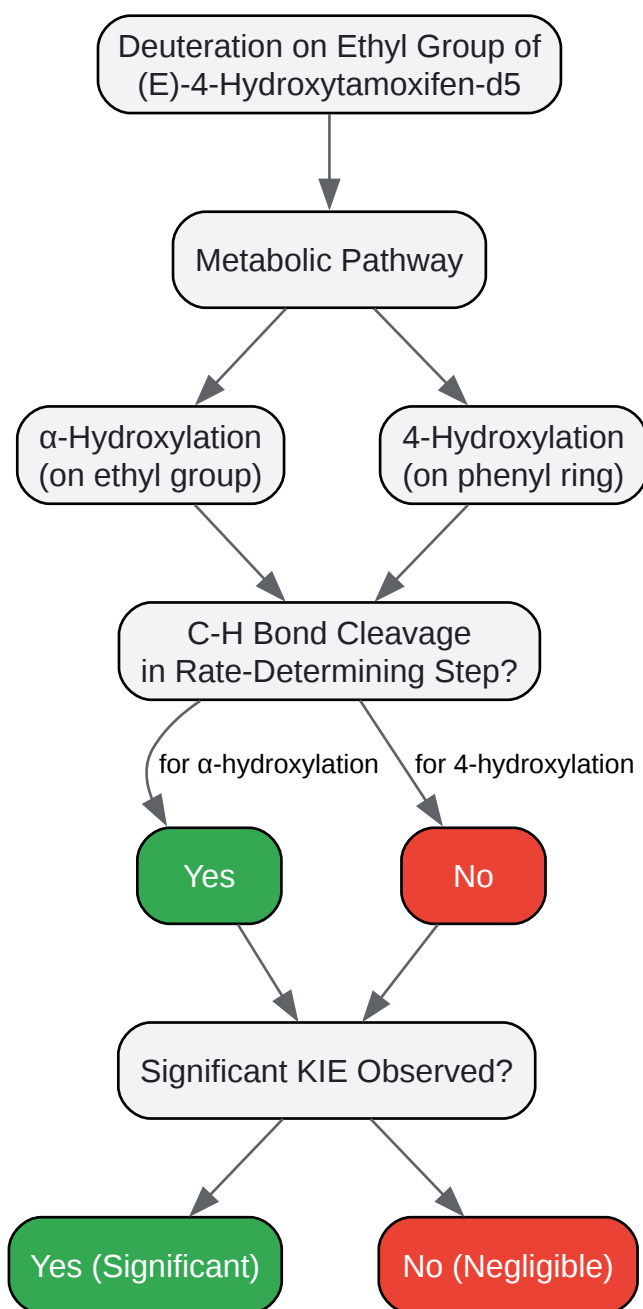 Deuteration on Ethyl Group of
(E)-4-Hydroxytamoxifen-d5
Metabolic Pathway
α-Hydroxylation
(on ethyl group)
4-Hydroxylation
(on phenyl ring)
C-H Bond Cleavage
in Rate-Determining Step?
for α-hydroxylation
for 4-hydroxylation
Yes
No
Significant KIE Observed?
Yes (Significant)
No (Negligible)